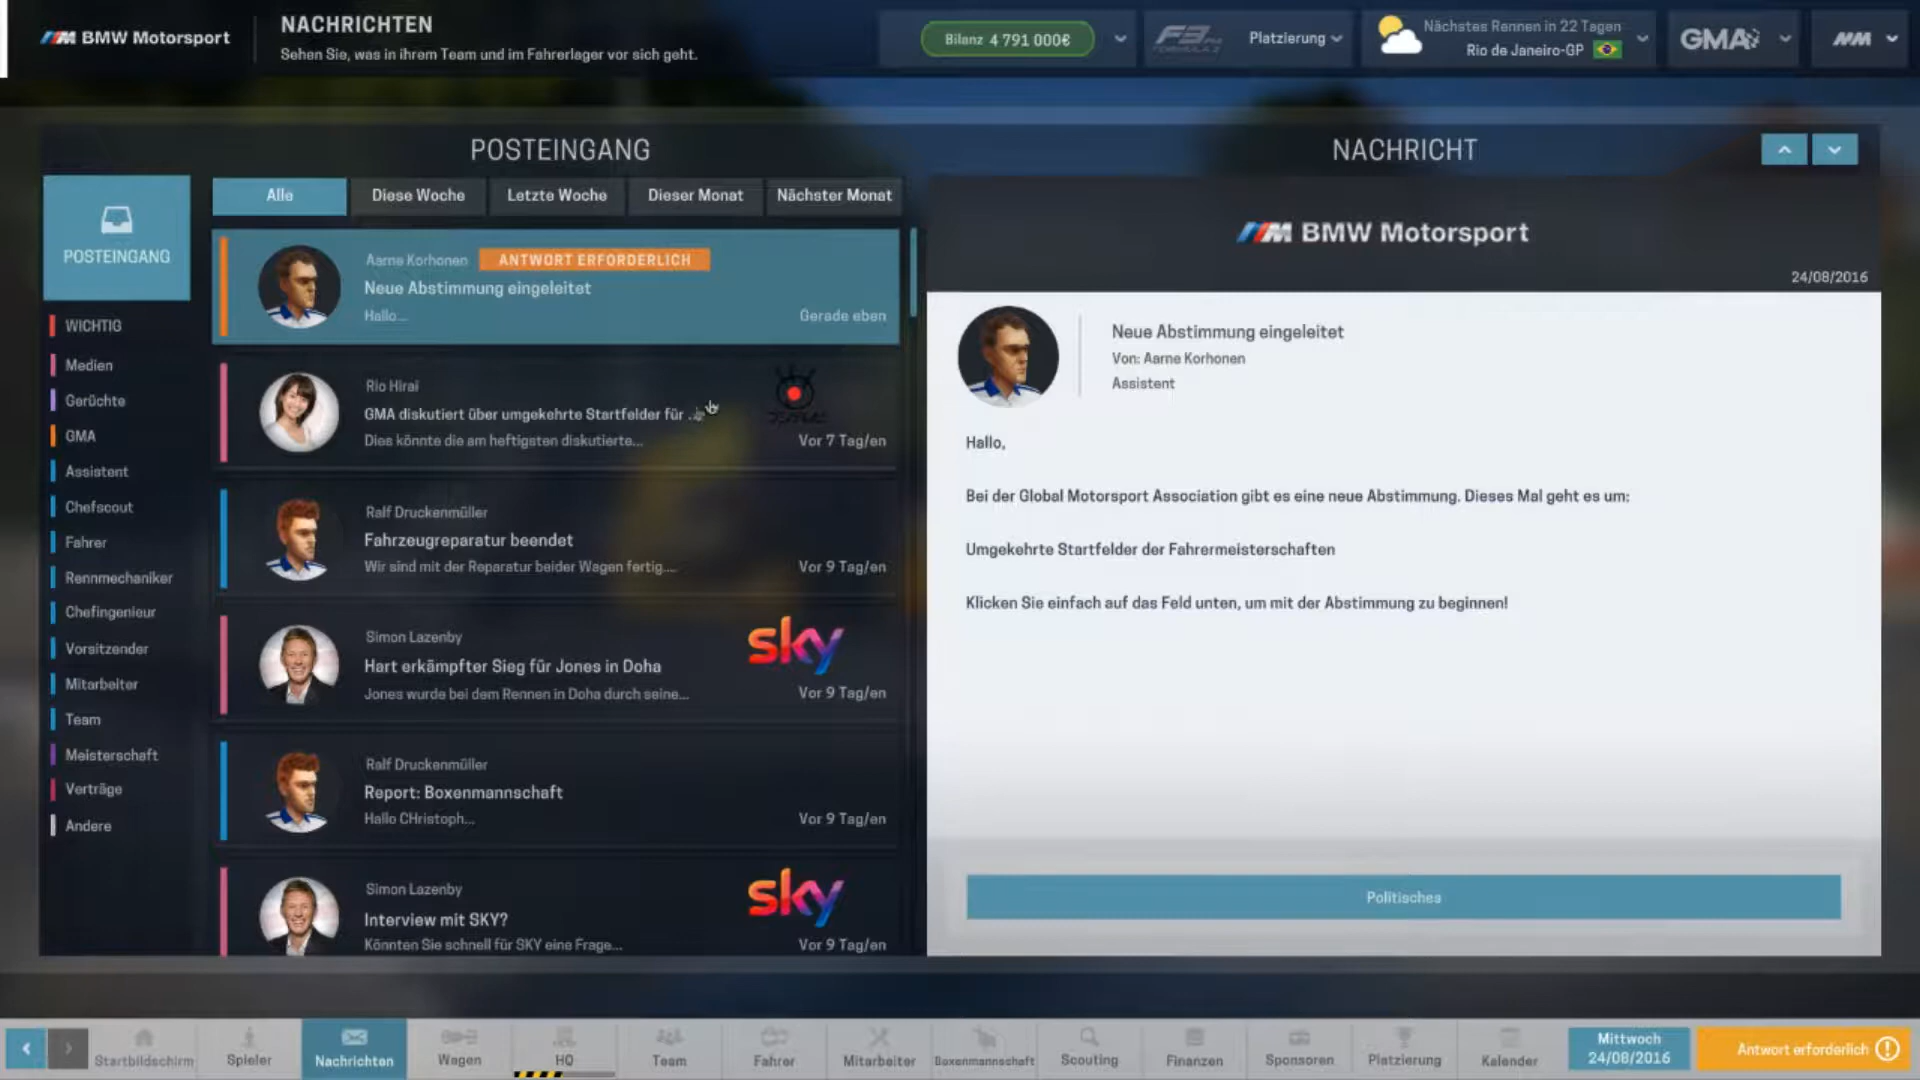 BMW Motorsport
NACHRICHTEN
Sehen Sie, was in ihrem Team und im Fahrerlager vor sich geht.
Bilanz 4 791 000€
Platzierung
Nächstes Rennen in 22 Tagen
Rio de Janeiro-GP
GMA
POSTEINGANG
NACHRICHT
POSTEINGANG
Alle
Diese Woche
Letzte Woche
Dieser Monat
Nächster Monat
WICHTIG
Medien
Gerüchte
GMA
Assistent
Chefscout
Fahrer
Rennmechaniker
Chefingenieur
Vorsitzender
Mitarbeiter
Team
Meisterschaft
Verträge
Andere
Aarne Korhonen
ANTWORT ERFORDERLICH
Neue Abstimmung eingeleitet
Hallo...
Gerade eben
Rio Hirai
GMA diskutiert über umgekehrte Startfelder für ...
Dies könnte die am heftigsten diskutierte...
Vor 7 Tag/en
Ralf Druckenmüller
Fahrzeugreparatur beendet
Wir sind mit der Reparatur beider Wagen fertig....
Vor 9 Tag/en
Simon Lazenby
sky
Hart erkämpfter Sieg für Jones in Doha
Jones wurde bei dem Rennen in Doha durch seine...
Vor 9 Tag/en
Ralf Druckenmüller
Report: Boxenmannschaft
Hallo CHristoph...
Vor 9 Tag/en
Simon Lazenby
sky
Interview mit SKY?
Könnten Sie schnell für SKY eine Frage...
Vor 9 Tag/en
BMW Motorsport
24/08/2016
Neue Abstimmung eingeleitet
Von: Aarne Korhonen
Assistent
Hallo,
Bei der Global Motorsport Association gibt es eine neue Abstimmung. Dieses Mal geht es um:
Umgekehrte Startfelder der Fahrermeisterschaften
Klicken Sie einfach auf das Feld unten, um mit der Abstimmung zu beginnen!
Politisches
Startbildschirm
Spieler
Nachrichten
Wagen
HQ
Team
Fahrer
Mitarbeiter
Boxenmannschaft
Scouting
Finanzen
Sponsoren
Platzierung
Kalender
Mittwoch
24/08/2016
Antwort erforderlich